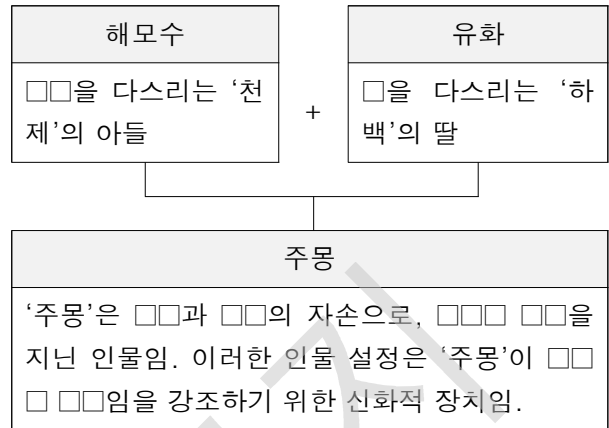 해모수
□□을 다스리는 ‘천
제’의 아들
+
유화
□을 다스리는 ‘하
백’의 딸
주몽
‘주몽’은 □□과 □□의 자손으로, □□□ □□을
지닌 인물임. 이러한 인물 설정은 ‘주몽’이 □□
□ □□임을 강조하기 위한 신화적 장치임.